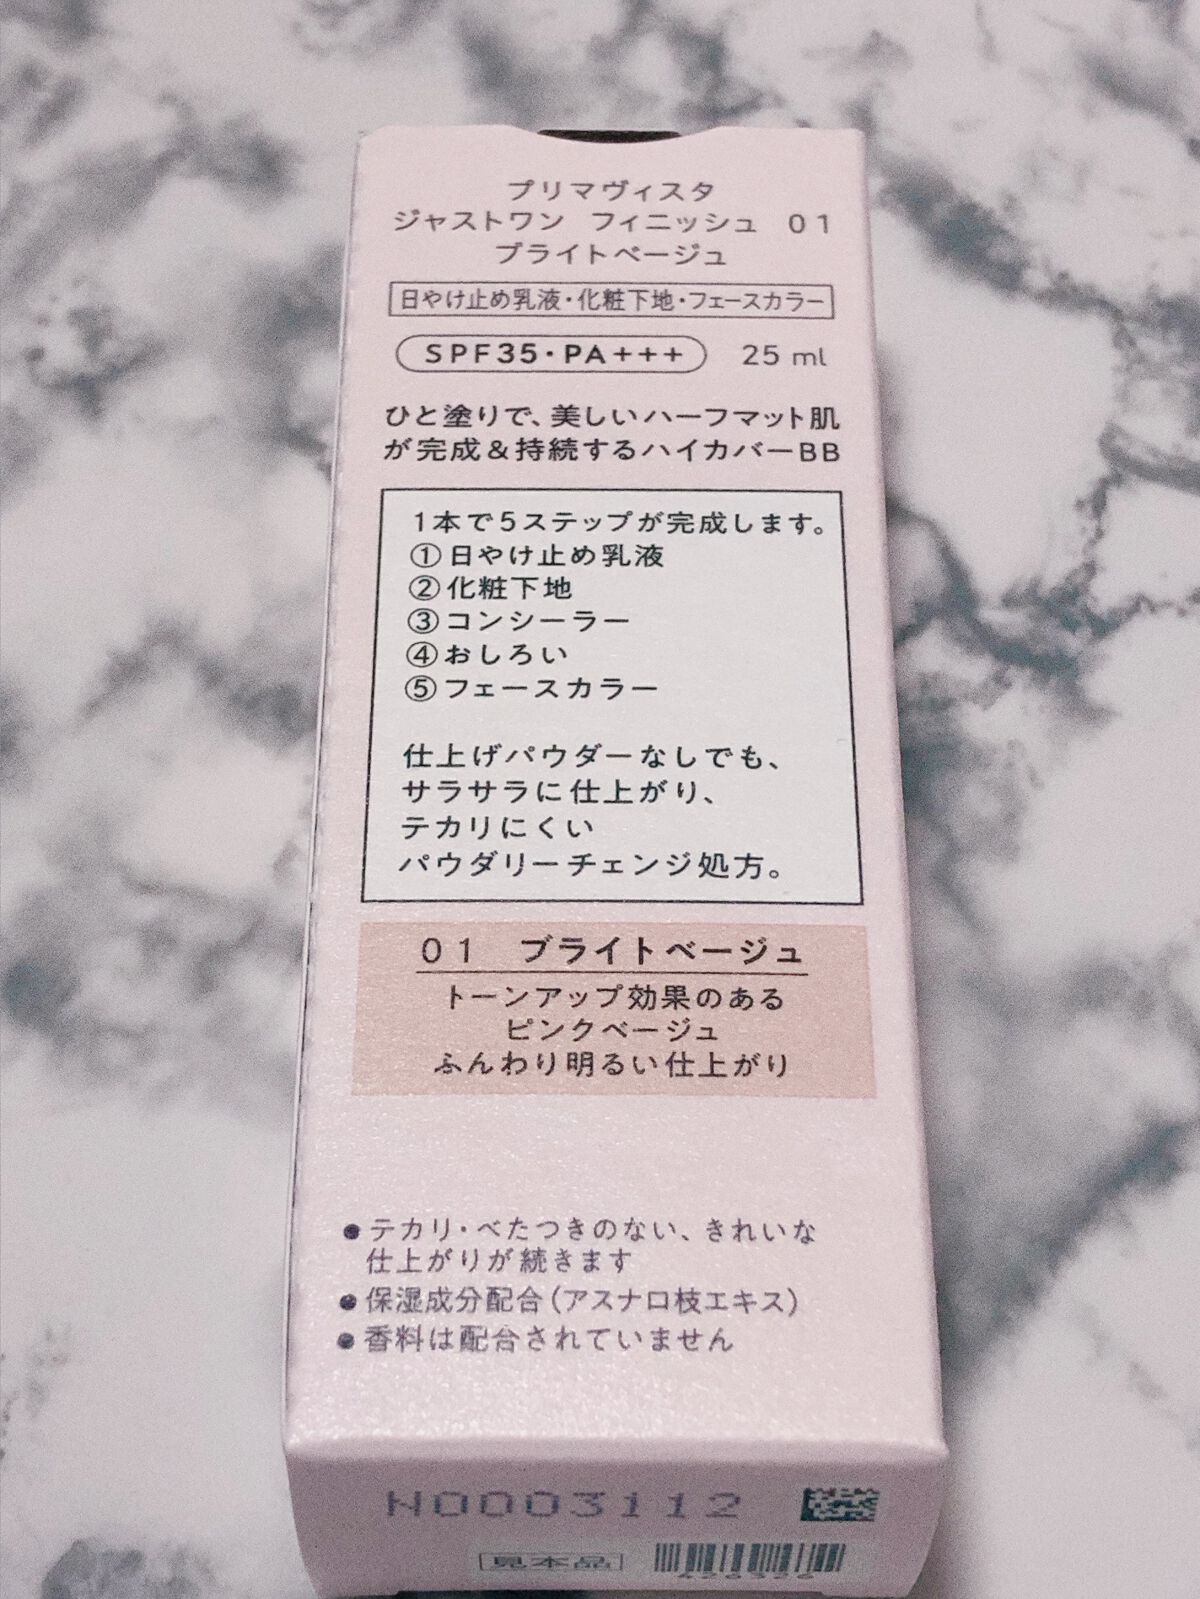 プリマヴィスタ
ジャストワン フィニッシュ 01
ブライトベージュ
日やけ止め乳液・化粧下地・フェースカラー
SPF35・PA+++ 25 ml
ひと塗りで、美しいハーフマット肌
が完成&持続するハイカバーBB
1本で5ステップが完成します。
①日やけ止め乳液
②化粧下地
③コンシーラー
④おしろい
⑤フェースカラー
仕上げパウダーなしでも、
サラサラに仕上がり、
テカリにくい
パウダリーチェンジ処方。
01 ブライトベージュ
トーンアップ効果のある
ピンクベージュ
ふんわり明るい仕上がり
●テカリ・べたつきのない、きれいな
仕上がりが続きます
●保湿成分配合(アスナロ枝エキス)
●香料は配合されていません
N0003112
見本品